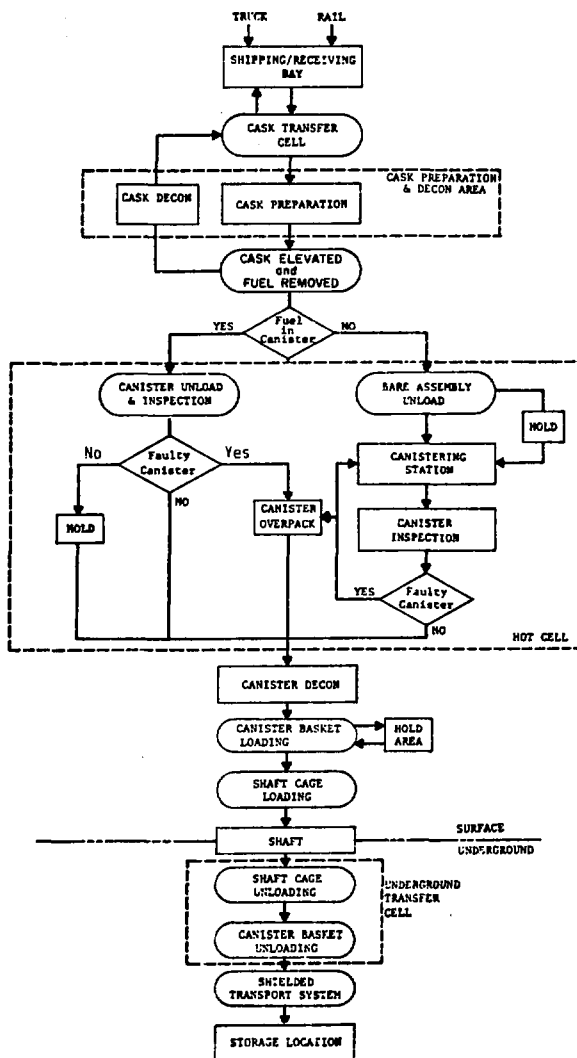 TRUCK RAIL
SHIPPING/RECEIVING
BAY
CASK TRANSFER
CELL
CASK PREPARATION
& DECON AREA
CASK DECON
CASK PREPARATION
CASK ELEVATED
and
FUEL REMOVED
YES
Fuel
in
Canister
NO
CANISTER UNLOAD
& INSPECTION
BARE ASSEMBLY
UNLOAD
HOLD
No
Faulty
Canister
Yes
NO
CANISTERING
STATION
HOLD
CANISTER
OVERPACK
CANISTER
INSPECTION
YES
Faulty
Canister
NO
HOT CELL
CANISTER DECON
CANISTER BASKET
LOADING
HOLD
AREA
SHAFT CAGE
LOADING
SURFACE
SHAFT
UNDERGROUND
SHAFT CAGE
UNLOADING
UNDERGROUND
TRANSFER
CELL
CANISTER BASKET
UNLOADING
SHIELDED
TRANSPORT SYSTEM
STORAGE LOCATION